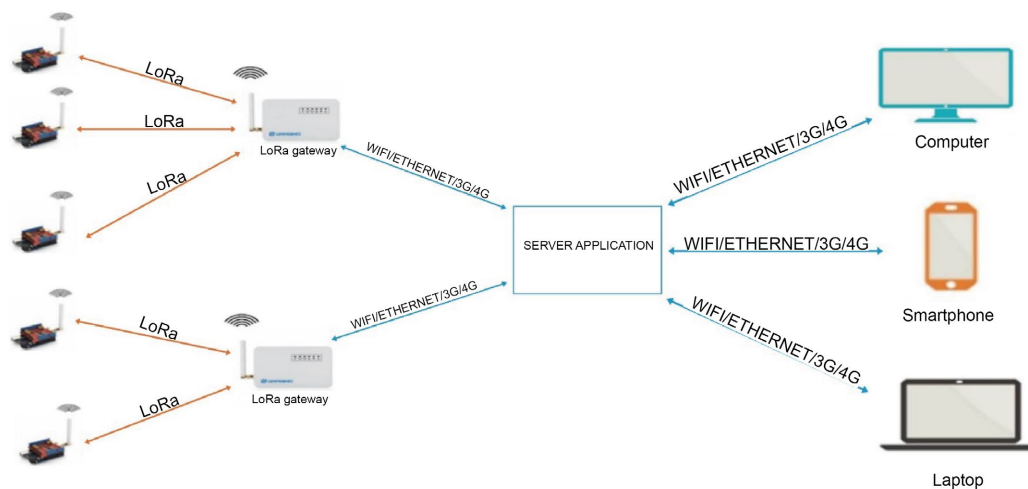 LoRa
LoRa
LoRa
LoRa gateway
WIFI/ETHERNET/3G/4G
LoRa
LoRa
LoRa gateway
WIFI/ETHERNET/3G/4G
SERVER APPLICATION
WIFI/ETHERNET/3G/4G
Computer
WIFI/ETHERNET/3G/4G
Smartphone
WIFI/ETHERNET/3G/4G
Laptop